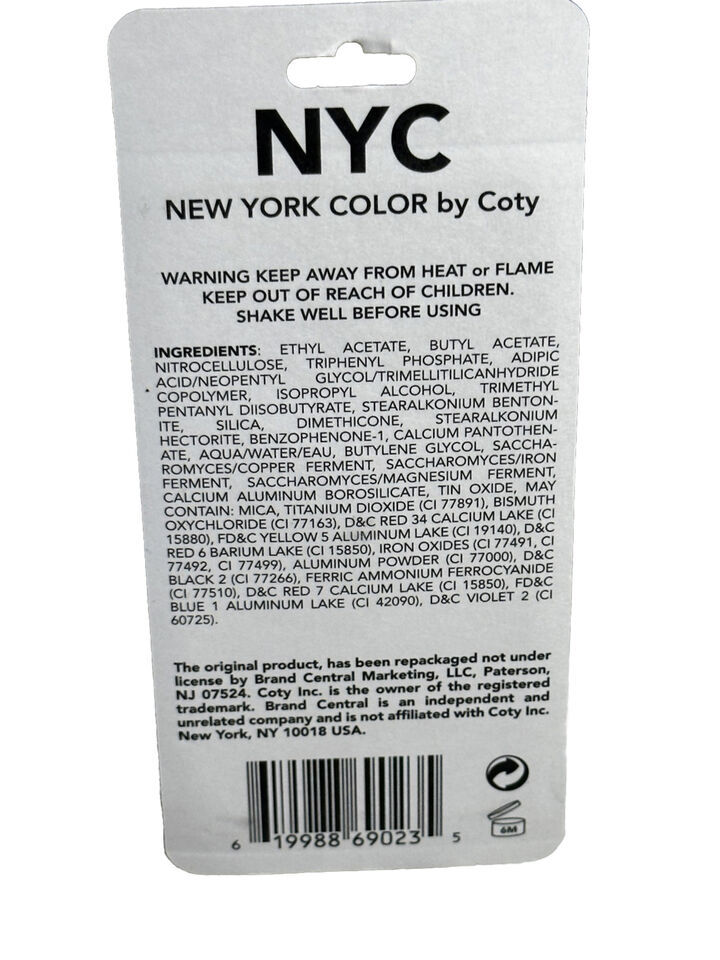 NYC
NEW YORK COLOR by Coty
WARNING KEEP AWAY FROM HEAT or FLAME
KEEP OUT OF REACH OF CHILDREN.
SHAKE WELL BEFORE USING
INGREDIENTS: ETHYL ACETATE, BUTYL ACETATE,
NITROCELLULOSE, TRIPHENYL PHOSPHATE, ADIPIC
ACID/NEOPENTYL GLYCOL/TRIMELLITILICANHYDRIDE
COPOLYMER, ISOPROPYL ALCOHOL, TRIMETHYL
PENTANYL DIISOBUTYRATE, STEARALKONIUM BENTON-
ITE, SILICA, DIMETHICONE, STEARALKONIUM
HECTORITE, BENZOPHENONE-1, CALCIUM PANTOTHEN-
ATE, AQUA/WATER/EAU, BUTYLENE GLYCOL, SACCHA-
ROMYCES/COPPER FERMENT, SACCHAROMYCES/IRON
FERMENT, SACCHAROMYCES/MAGNESIUM FERMENT,
CALCIUM ALUMINUM BOROSILICATE, TIN OXIDE, MAY
CONTAIN: MICA, TITANIUM DIOXIDE (CI 77891), BISMUTH
OXYCHLORIDE (CI 77163), D&C RED 34 CALCIUM LAKE (CI
15880), FD&C YELLOW 5 ALUMINUM LAKE (CI 19140), D&C
RED 6 BARIUM LAKE (CI 15850), IRON OXIDES (CI 77491, CI
77492, CI 77499), ALUMINUM POWDER (CI 77000), D&C
BLACK 2 (CI 77266), FERRIC AMMONIUM FERROCYANIDE
(CI 77510), D&C RED 7 CALCIUM LAKE (CI 15850), FD&C
BLUE 1 ALUMINUM LAKE (CI 42090), D&C VIOLET 2 (CI
60725).
The original product, has been repackaged not under
license by Brand Central Marketing, LLC, Paterson,
NJ 07524. Coty Inc. is the owner of the registered
trademark. Brand Central is an independent and
unrelated company and is not affiliated with Coty Inc.
New York, NY 10018 USA.
6 19988 69023 5
6M